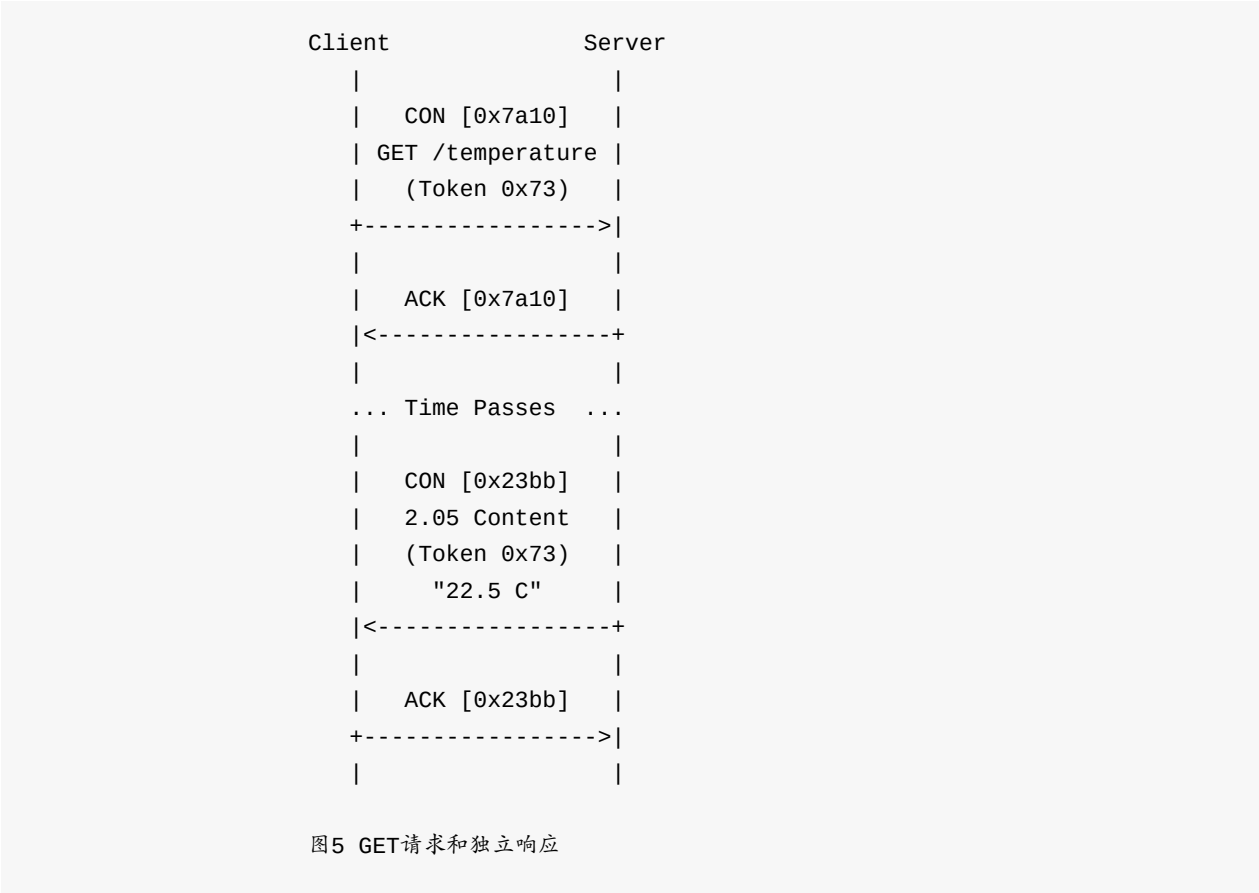 Client              Server
   |                  |
   |   CON [0x7a10]   |
   | GET /temperature |
   |   (Token 0x73)   |
   +----------------->|
   |                  |
   |   ACK [0x7a10]   |
   |<-----------------+
   |                  |
   ... Time Passes  ...
   |                  |
   |   CON [0x23bb]   |
   |   2.05 Content   |
   |   (Token 0x73)   |
   |     "22.5 C"     |
   |<-----------------+
   |                  |
   |   ACK [0x23bb]   |
   +----------------->|
   |                  |
图5 GET请求和独立响应